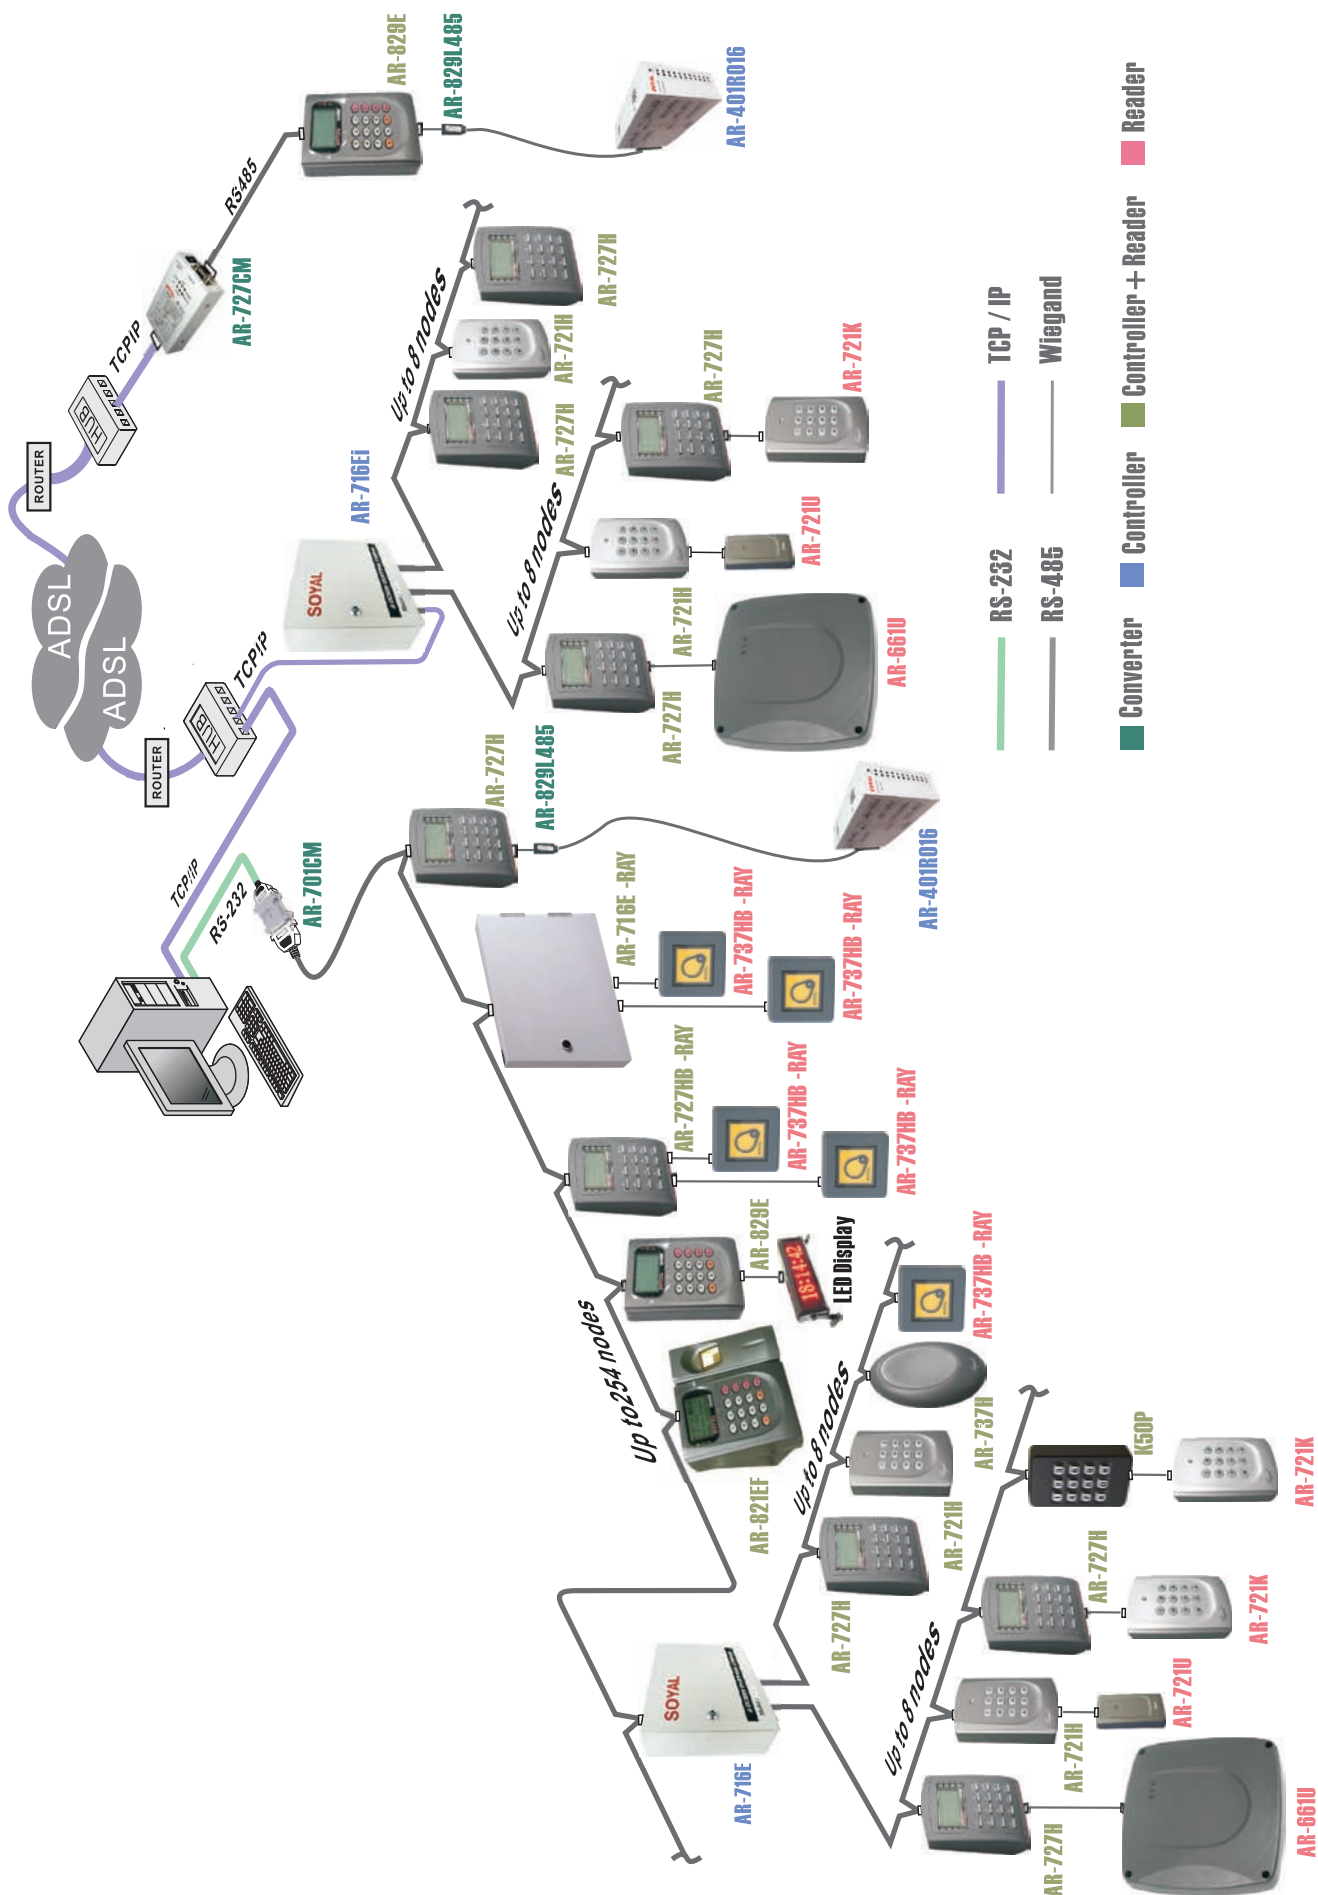 ADSL
ADSL
ROUTER
HUB
TCPIP
AR-727CM
RS485
AR-829E
AR-829L485
AR-401RO16
ROUTER
HUB
TCPIP
TCP/IP
RS-232
AR-701CM
SOYAL
AR-716Ei
Up to 8 nodes
AR-727H
AR-721H
AR-727H
Up to 8 nodes
AR-727H
AR-661U
AR-721H
AR-721U
AR-727H
AR-721K
AR-727H
AR-829L485
AR-401RO16
AR-716E -RAY
AR-737HB -RAY
AR-737HB -RAY
AR-727HB -RAY
AR-737HB -RAY
AR-737HB -RAY
AR-829E
18:14:42
LED Display
Up to254 nodes
AR-821EF
SOYAL
AR-716E
Up to 8 nodes
AR-727H
AR-721H
AR-737H
AR-737HB -RAY
Up to 8 nodes
AR-727H
AR-661U
AR-721H
AR-721U
AR-727H
AR-721K
K50P
AR-721K
RS-232
TCP / IP
RS-485
Wiegand
Converter
Controller
Controller + Reader
Reader